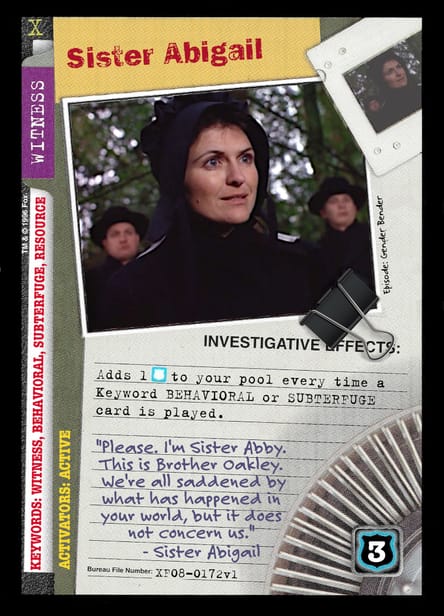 X
Sister Abigail
WITNESS
TM & © 1996 Fox
KEYWORDS: WITNESS, BEHAVIORAL, SUBTERFUGE, RESOURCE
ACTIVATORS: ACTIVE
Episode: Gender Bender
INVESTIGATIVE EFFECTS:
Adds 1 to your pool every time a
Keyword BEHAVIORAL or SUBTERFUGE
card is played.
"Please. I'm Sister Abby.
This is Brother Oakley.
We're all saddened by
what has happened in
your world, but it does
not concern us."
- Sister Abigail
Bureau File Number: XF08-0172v1
3